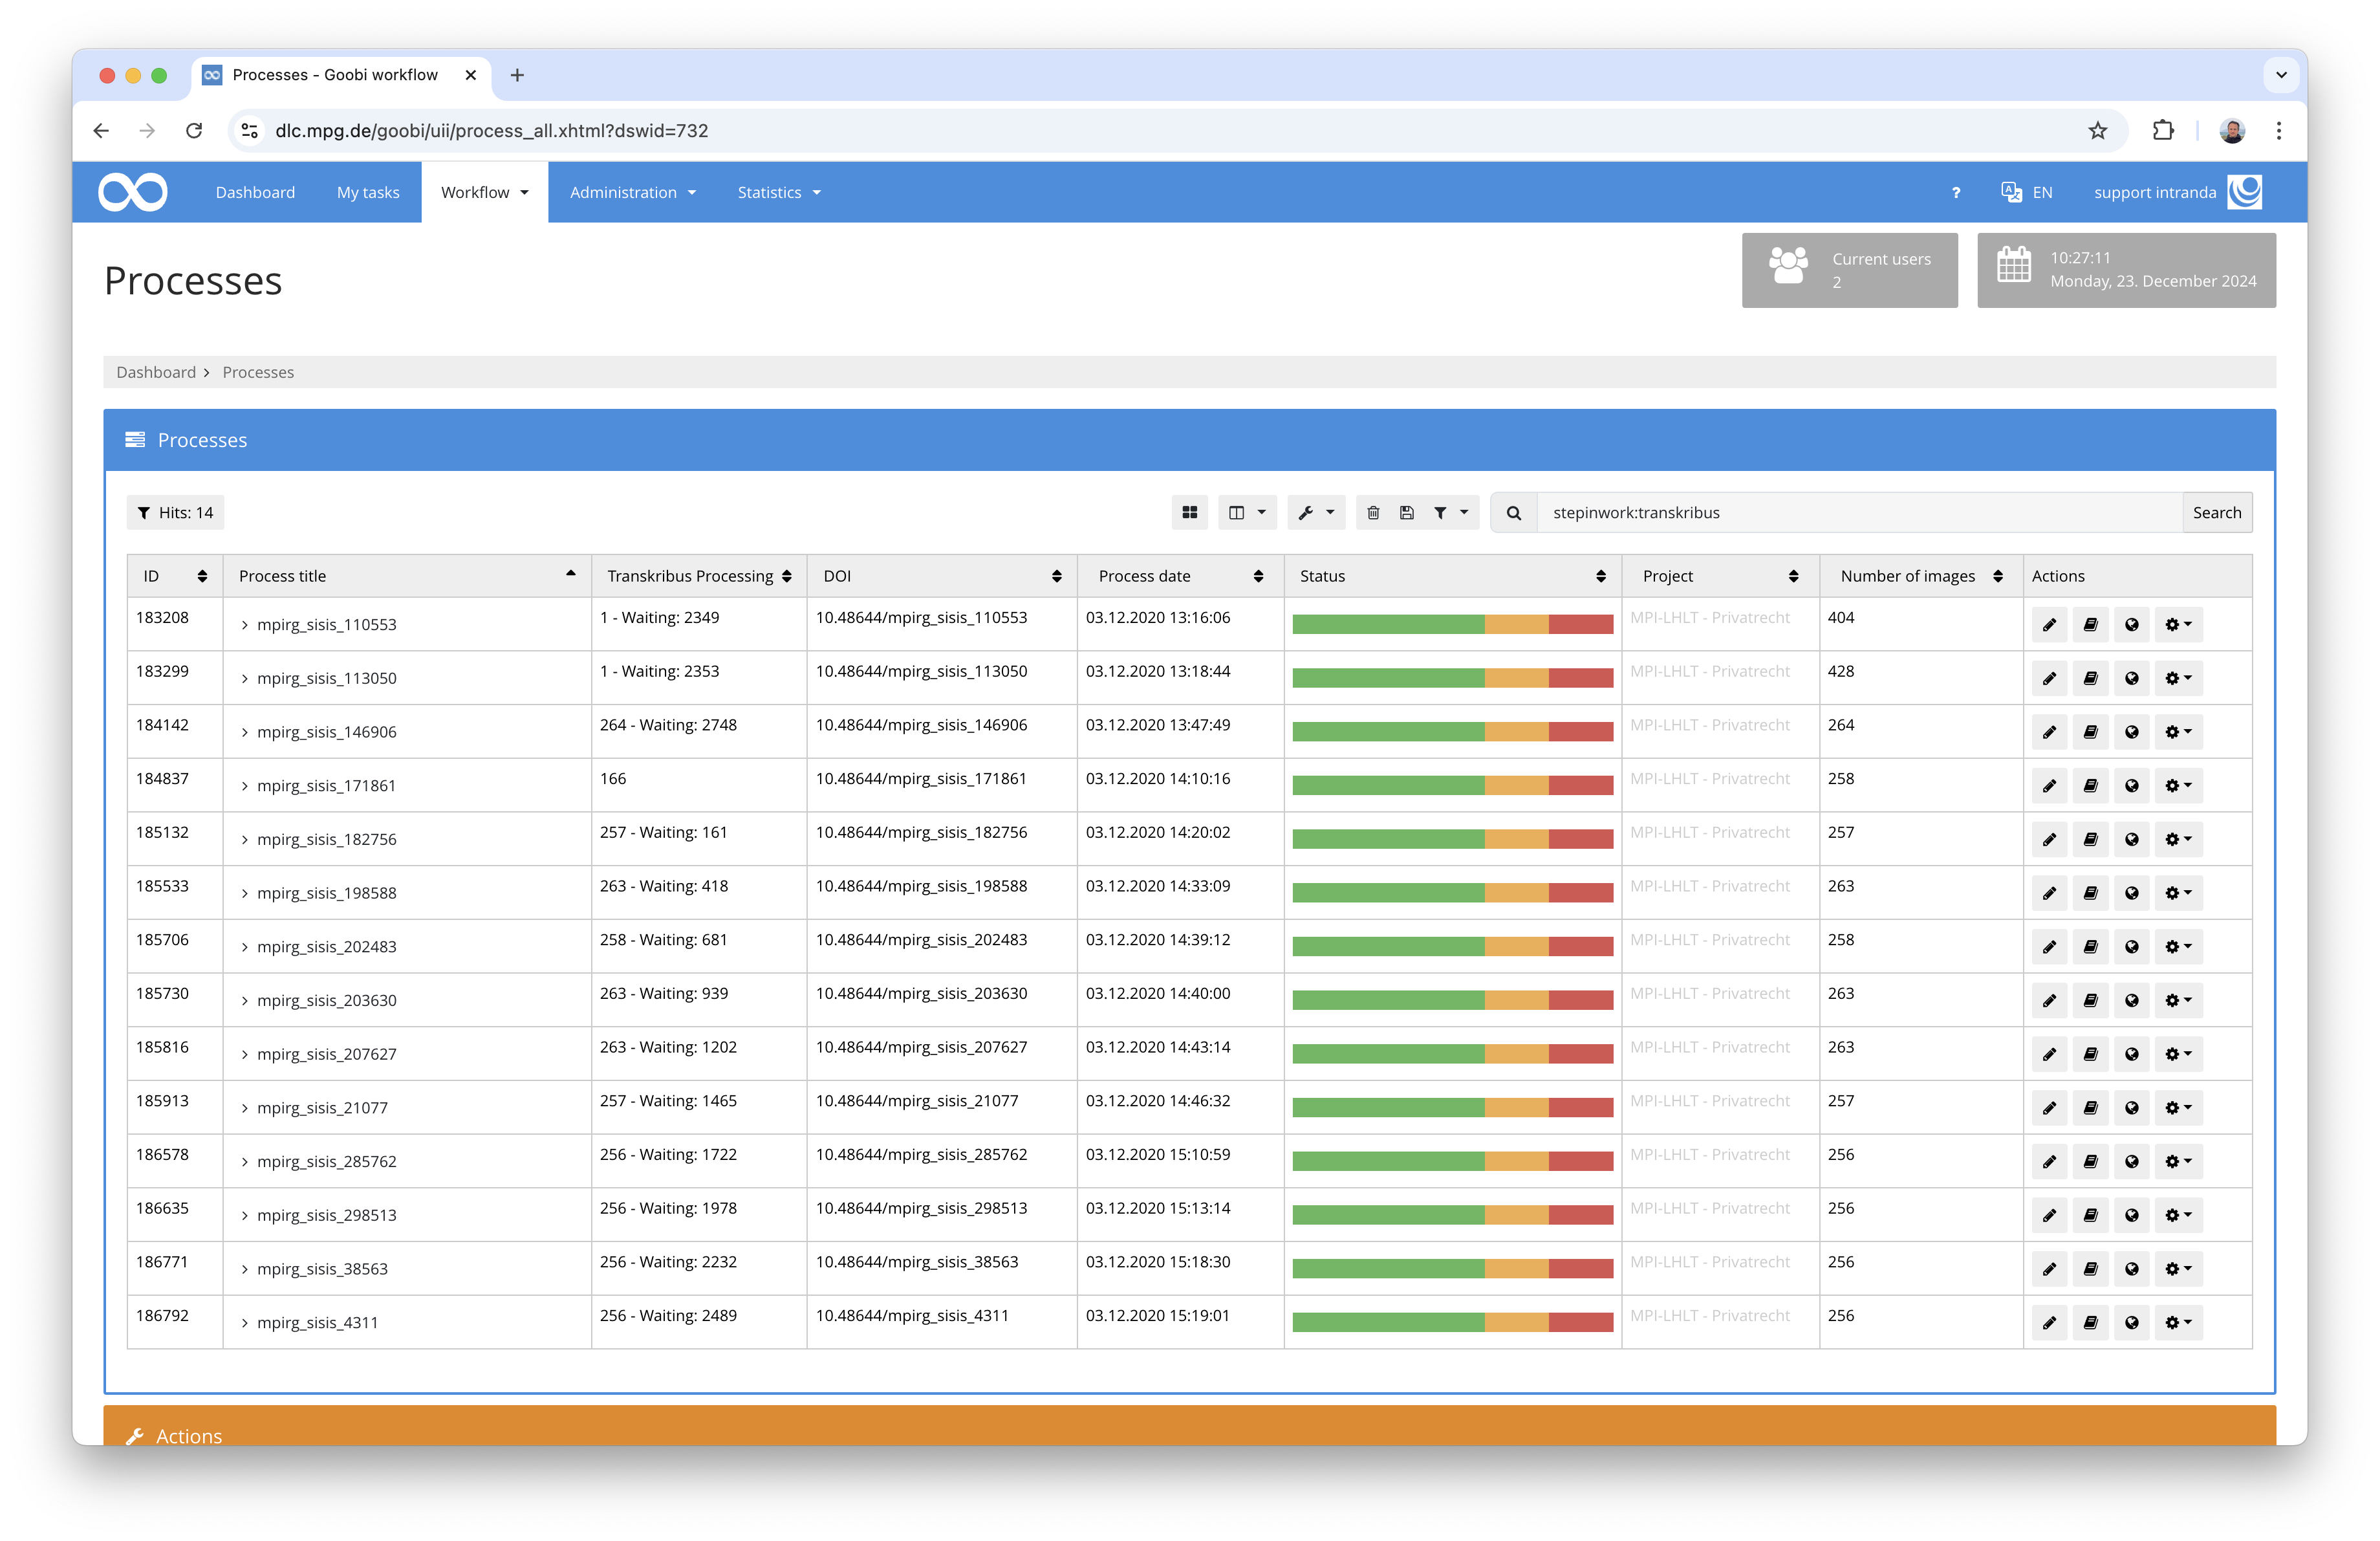 Processes - Goobi workflow
dlc.mpg.de/goobi/uii/process_all.xhtml?dswid=732
Dashboard My tasks Workflow Administration Statistics ? EN support intranda
Processes
Current users
2
10:27:11
Monday, 23. December 2024
Dashboard > Processes
Processes
Hits: 14 stepinwork:transkribus Search
ID Process title Transkribus Processing DOI Process date Status Project Number of images Actions
183208 mpirg_sisis_110553 1 - Waiting: 2349 10.48644/mpirg_sisis_110553 03.12.2020 13:16:06 MPI-LHLT - Privatrecht 404
183299 mpirg_sisis_113050 1 - Waiting: 2353 10.48644/mpirg_sisis_113050 03.12.2020 13:18:44 MPI-LHLT - Privatrecht 428
184142 mpirg_sisis_146906 264 - Waiting: 2748 10.48644/mpirg_sisis_146906 03.12.2020 13:47:49 MPI-LHLT - Privatrecht 264
184837 mpirg_sisis_171861 166 10.48644/mpirg_sisis_171861 03.12.2020 14:10:16 MPI-LHLT - Privatrecht 258
185132 mpirg_sisis_182756 257 - Waiting: 161 10.48644/mpirg_sisis_182756 03.12.2020 14:20:02 MPI-LHLT - Privatrecht 257
185533 mpirg_sisis_198588 263 - Waiting: 418 10.48644/mpirg_sisis_198588 03.12.2020 14:33:09 MPI-LHLT - Privatrecht 263
185706 mpirg_sisis_202483 258 - Waiting: 681 10.48644/mpirg_sisis_202483 03.12.2020 14:39:12 MPI-LHLT - Privatrecht 258
185730 mpirg_sisis_203630 263 - Waiting: 939 10.48644/mpirg_sisis_203630 03.12.2020 14:40:00 MPI-LHLT - Privatrecht 263
185816 mpirg_sisis_207627 263 - Waiting: 1202 10.48644/mpirg_sisis_207627 03.12.2020 14:43:14 MPI-LHLT - Privatrecht 263
185913 mpirg_sisis_21077 257 - Waiting: 1465 10.48644/mpirg_sisis_21077 03.12.2020 14:46:32 MPI-LHLT - Privatrecht 257
186578 mpirg_sisis_285762 256 - Waiting: 1722 10.48644/mpirg_sisis_285762 03.12.2020 15:10:59 MPI-LHLT - Privatrecht 256
186635 mpirg_sisis_298513 256 - Waiting: 1978 10.48644/mpirg_sisis_298513 03.12.2020 15:13:14 MPI-LHLT - Privatrecht 256
186771 mpirg_sisis_38563 256 - Waiting: 2232 10.48644/mpirg_sisis_38563 03.12.2020 15:18:30 MPI-LHLT - Privatrecht 256
186792 mpirg_sisis_4311 256 - Waiting: 2489 10.48644/mpirg_sisis_4311 03.12.2020 15:19:01 MPI-LHLT - Privatrecht 256
Actions